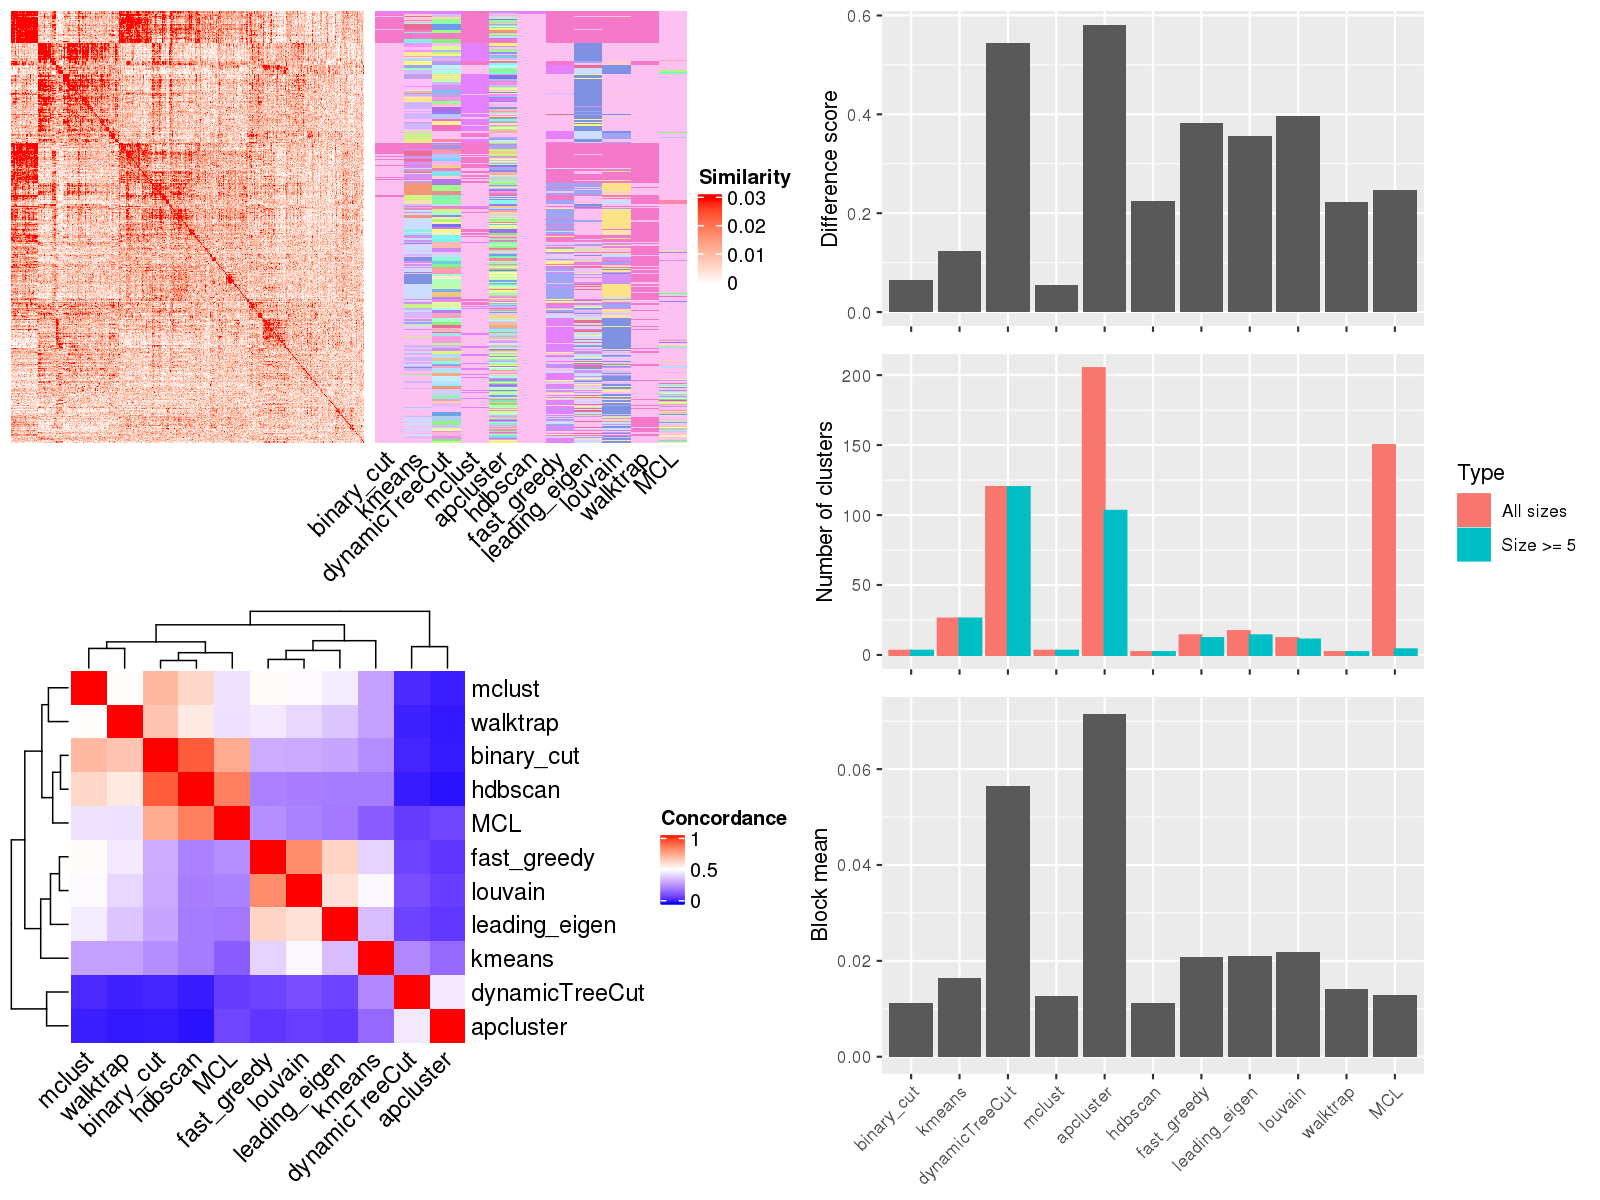 Similarity
0.03
0.02
0.01
0
binary_cut
kmeans
dynamicTreeCut
mclust
apcluster
hdbscan
fast_greedy
leading_eigen
louvain
walktrap
MCL
mclust
walktrap
binary_cut
hdbscan
MCL
fast_greedy
louvain
leading_eigen
kmeans
dynamicTreeCut
apcluster
mclust
walktrap
binary_cut
hdbscan
MCL
fast_greedy
louvain
leading_eigen
kmeans
dynamicTreeCut
apcluster
Concordance
1
0.5
0
Difference score
0.6
0.4
0.2
0.0
Number of clusters
200
150
100
50
0
Type
All sizes
Size >= 5
Block mean
0.06
0.04
0.02
0.00
binary_cut
kmeans
dynamicTreeCut
mclust
apcluster
hdbscan
fast_greedy
leading_eigen
louvain
walktrap
MCL